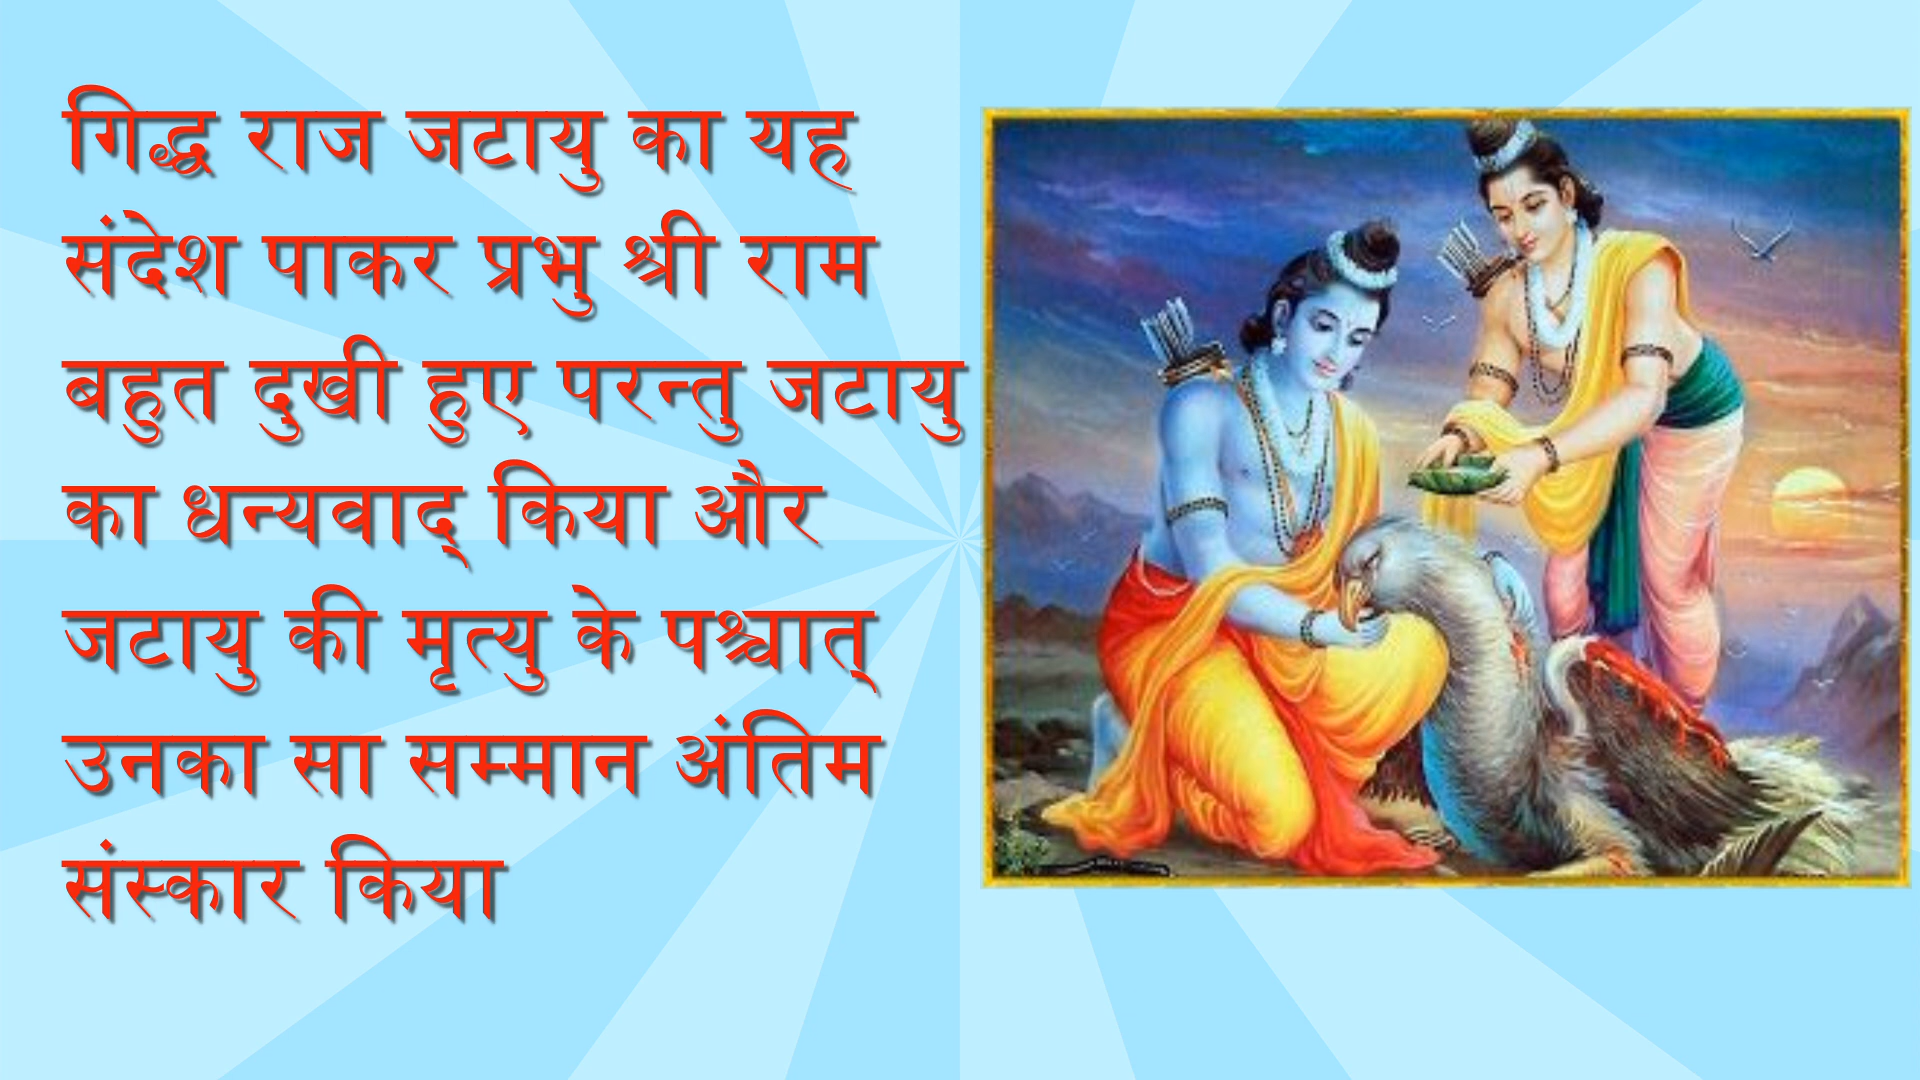 गिद्ध राज जटायु का यह
संदेश पाकर प्रभु श्री राम
बहुत दुखी हुए परन्तु जटायु
का धन्यवाद् किया और
जटायु की मृत्यु के पश्चात्
उनका सा सम्मान अंतिम
संस्कार किया